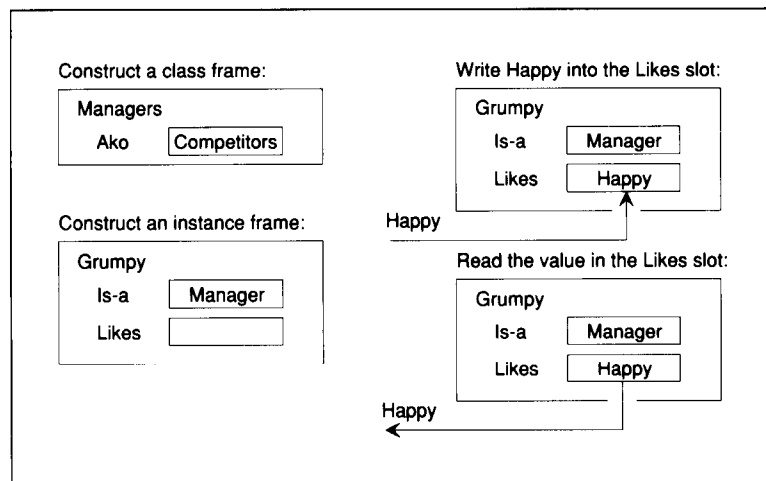 Construct a class frame:
Managers
Ako Competitors
Construct an instance frame:
Grumpy
Is-a Manager
Likes
Write Happy into the Likes slot:
Grumpy
Is-a Manager
Likes Happy
Happy
Read the value in the Likes slot:
Grumpy
Is-a Manager
Likes Happy
Happy